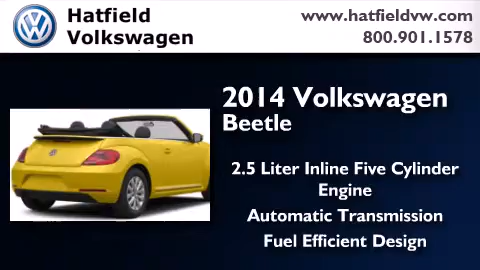 Hatfield
Volkswagen
www.hatfieldvw.com
800.901.1578
2014 Volkswagen
Beetle
2.5 Liter Inline Five Cylinder
Engine
Automatic Transmission
Fuel Efficient Design